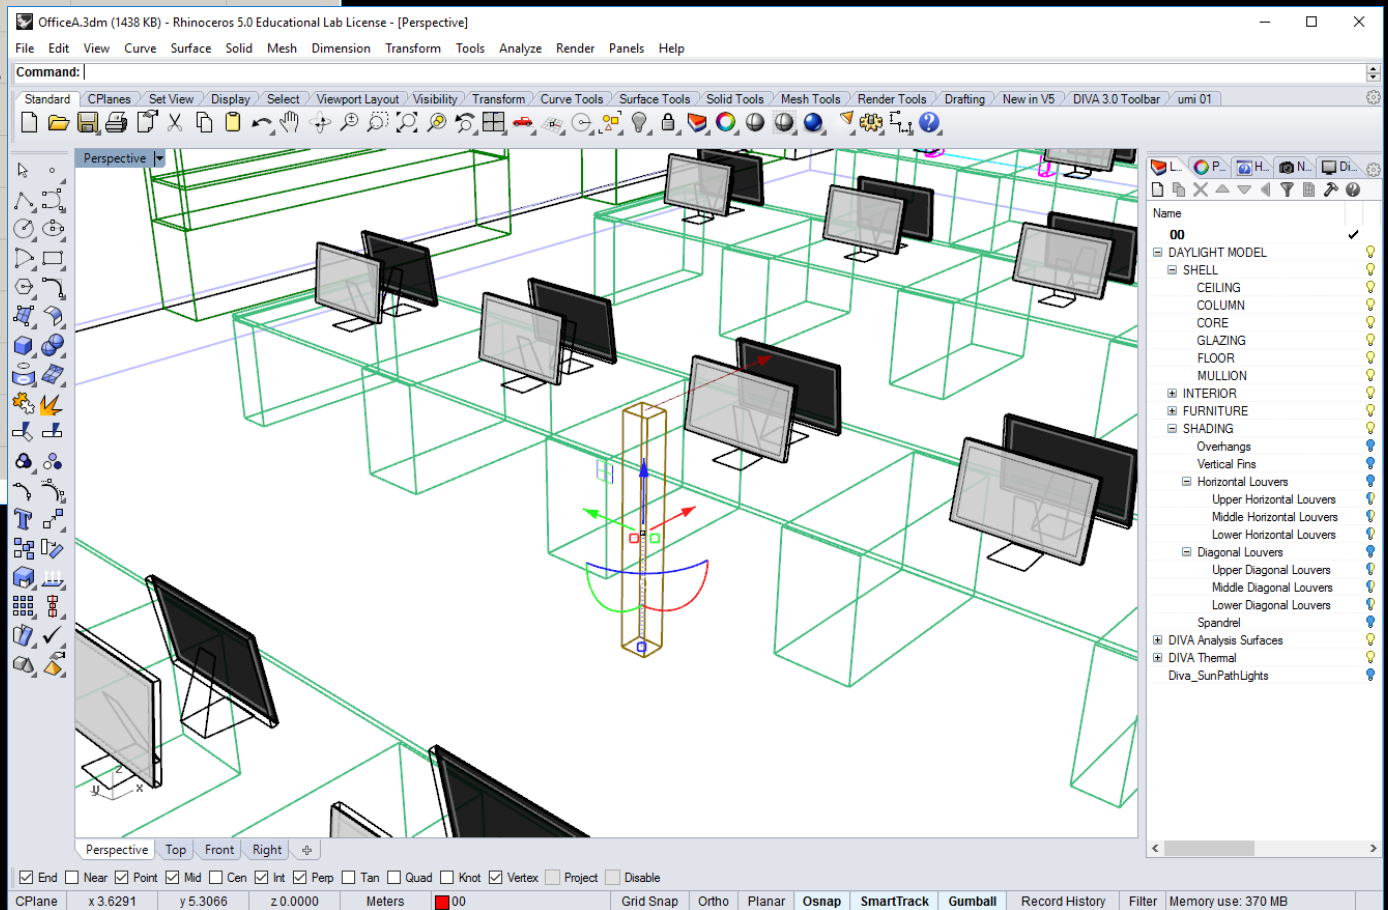 OfficeA.3dm (1438 KB) - Rhinoceros 5.0 Educational Lab License - [Perspective]
File Edit View Curve Surface Solid Mesh Dimension Transform Tools Analyze Render Panels Help
Command:
Standard CPlanes Set View Display Select Viewport Layout Visibility Transform Curve Tools Surface Tools Solid Tools Mesh Tools Render Tools Drafting New in V5 DIVA 3.0 Toolbar umi 01
Perspective
L... P... H... N... Di...
Name
00
DAYLIGHT MODEL
SHELL
CEILING
COLUMN
CORE
GLAZING
FLOOR
MULLION
INTERIOR
FURNITURE
SHADING
Overhangs
Vertical Fins
Horizontal Louvers
Upper Horizontal Louvers
Middle Horizontal Louvers
Lower Horizontal Louvers
Diagonal Louvers
Upper Diagonal Louvers
Middle Diagonal Louvers
Lower Diagonal Louvers
Spandrel
DIVA Analysis Surfaces
DIVA Thermal
Diva_SunPathLights
z
y x
Perspective Top Front Right
End Near Point Mid Cen Int Perp Tan Quad Knot Vertex Project Disable
CPlane x 3.6291 y 5.3066 z 0.0000 Meters 00 Grid Snap Ortho Planar Osnap SmartTrack Gumball Record History Filter Memory use: 370 MB